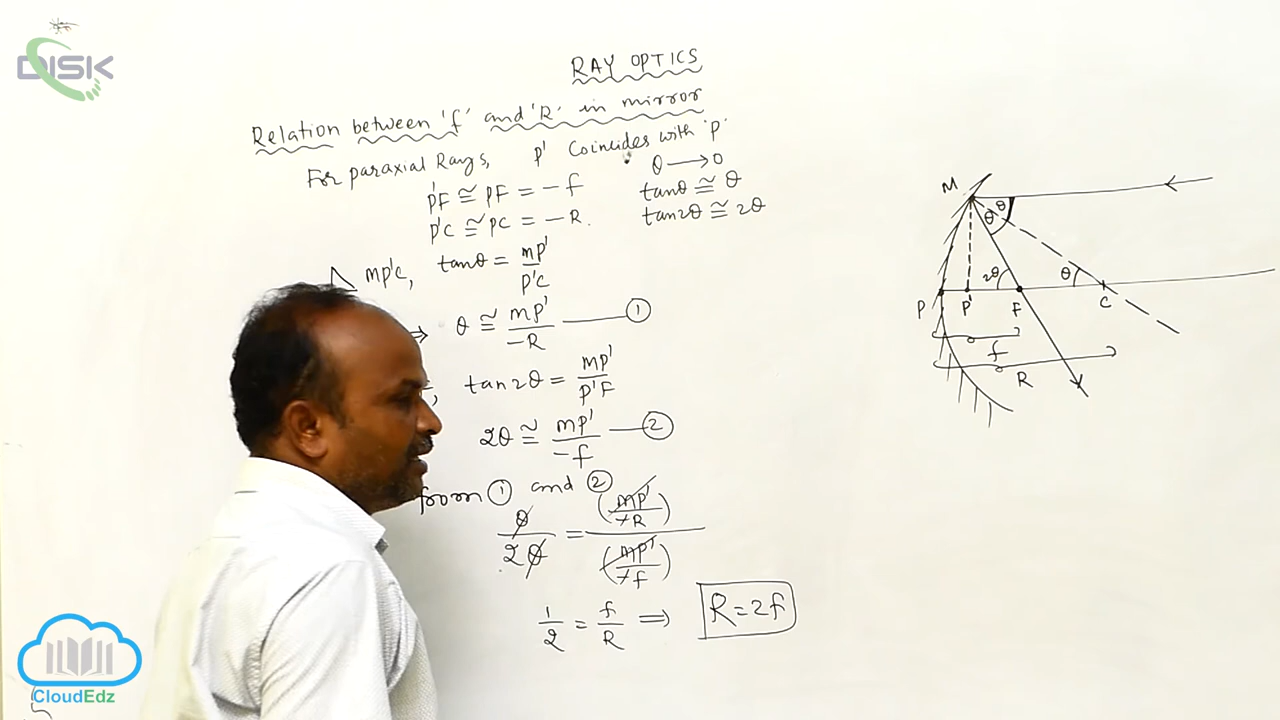 DISK
RAY OPTICS
Relation between 'f' and 'R' in mirror
For paraxial Rays, P' Coincides with 'P'
θ → 0
P'F ≅ PF = -f
tanθ ≅ θ
P'C ≅ PC = -R.
tan2θ ≅ 2θ
MP'C, tanθ = MP'/P'C
⇒ θ ≅ MP'/-R — ①
tan2θ = MP'/P'F
2θ ≅ MP'/-f — ②
from ① and ②
θ/2θ = (MP'/-R)/(MP'/-f)
1/2 = f/R ⇒ R=2f
M
θ θ
2θ θ
P P' F C
f
R
CloudEdz